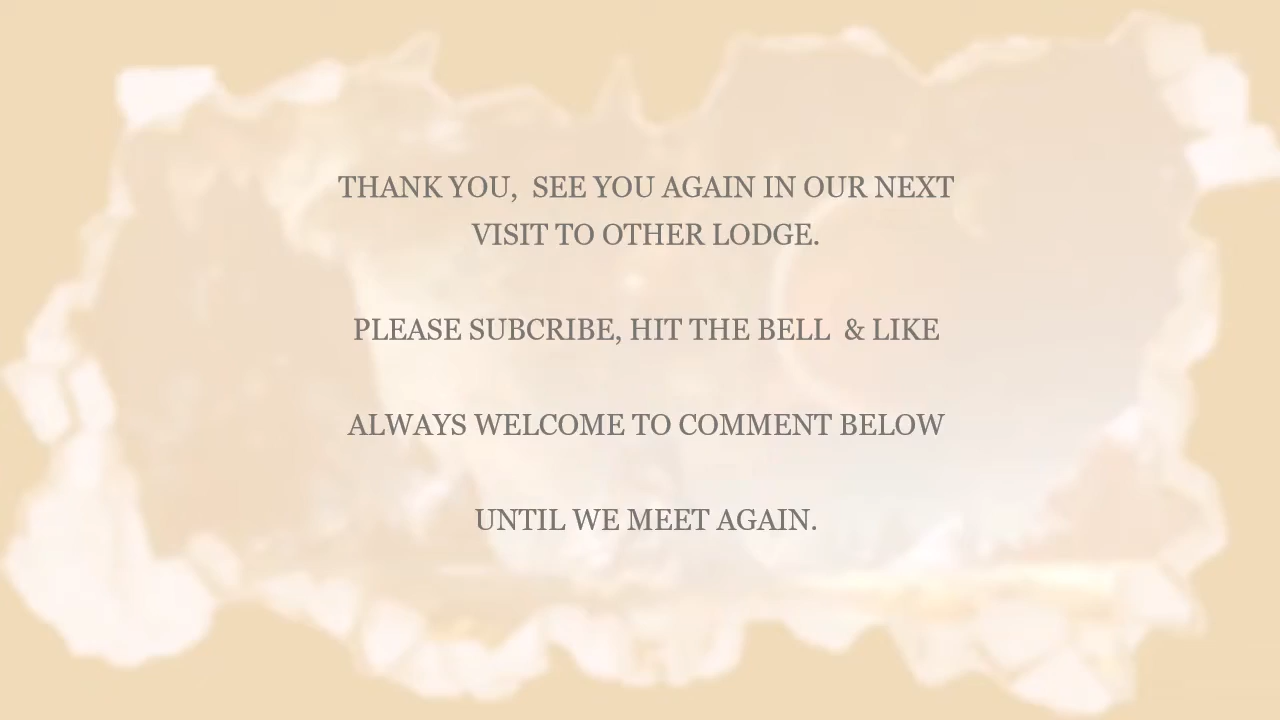 THANK YOU,  SEE YOU AGAIN IN OUR NEXT
VISIT TO OTHER LODGE.
PLEASE SUBCRIBE, HIT THE BELL  & LIKE
ALWAYS WELCOME TO COMMENT BELOW
UNTIL WE MEET AGAIN.